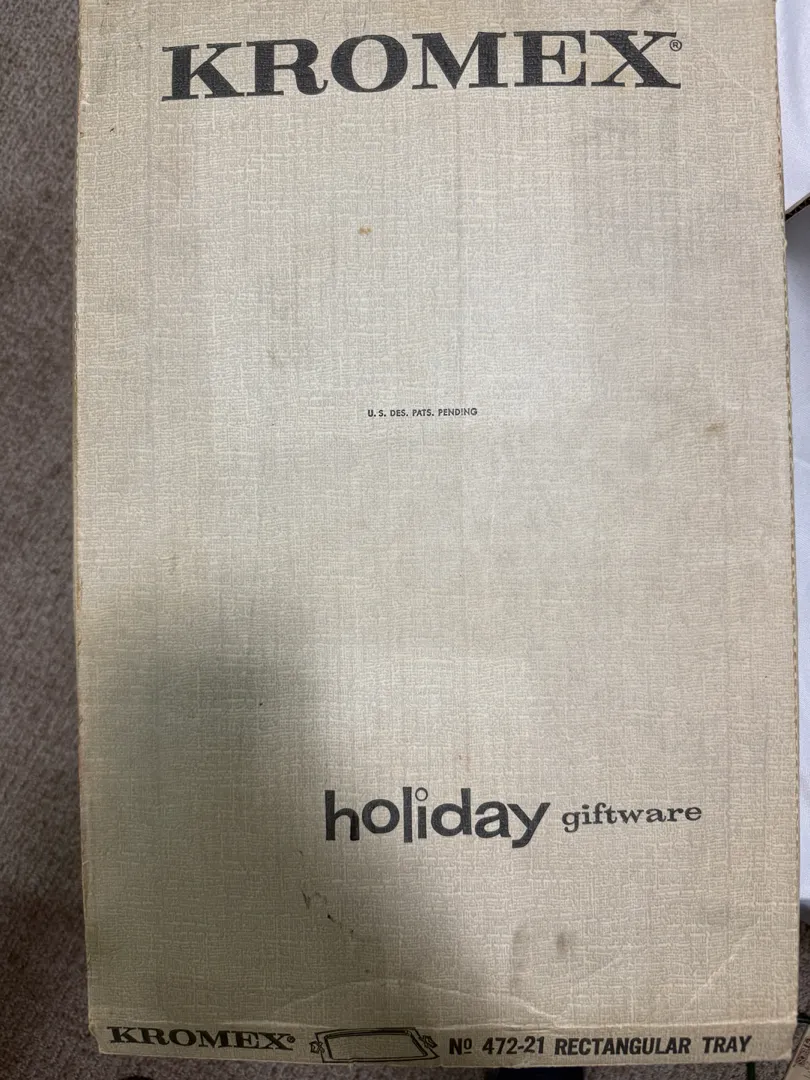 KROMEX®
U. S. DES. PATS. PENDING
holiday giftware
KROMEX® Nº 472-21 RECTANGULAR TRAY